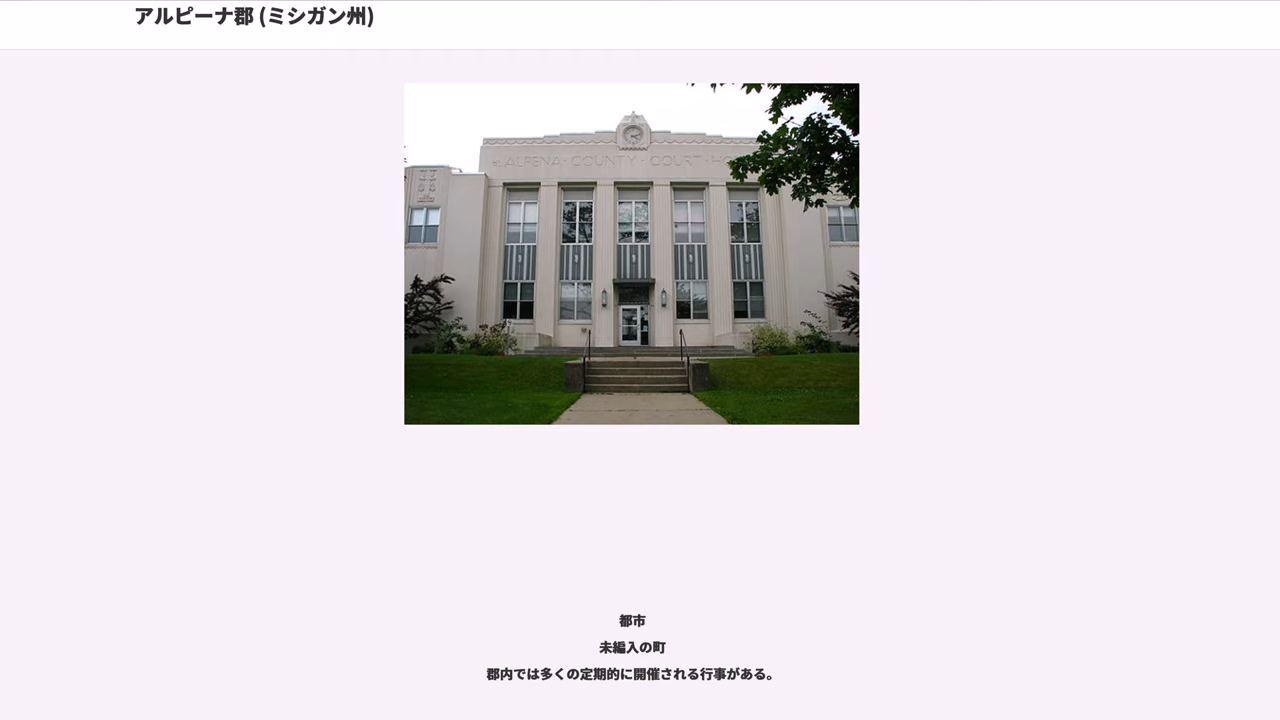 アルピーナ郡 (ミシガン州)
ALPENA · COUNTY · COURT ·
都市
未編入の町
郡内では多くの定期的に開催される行事がある。